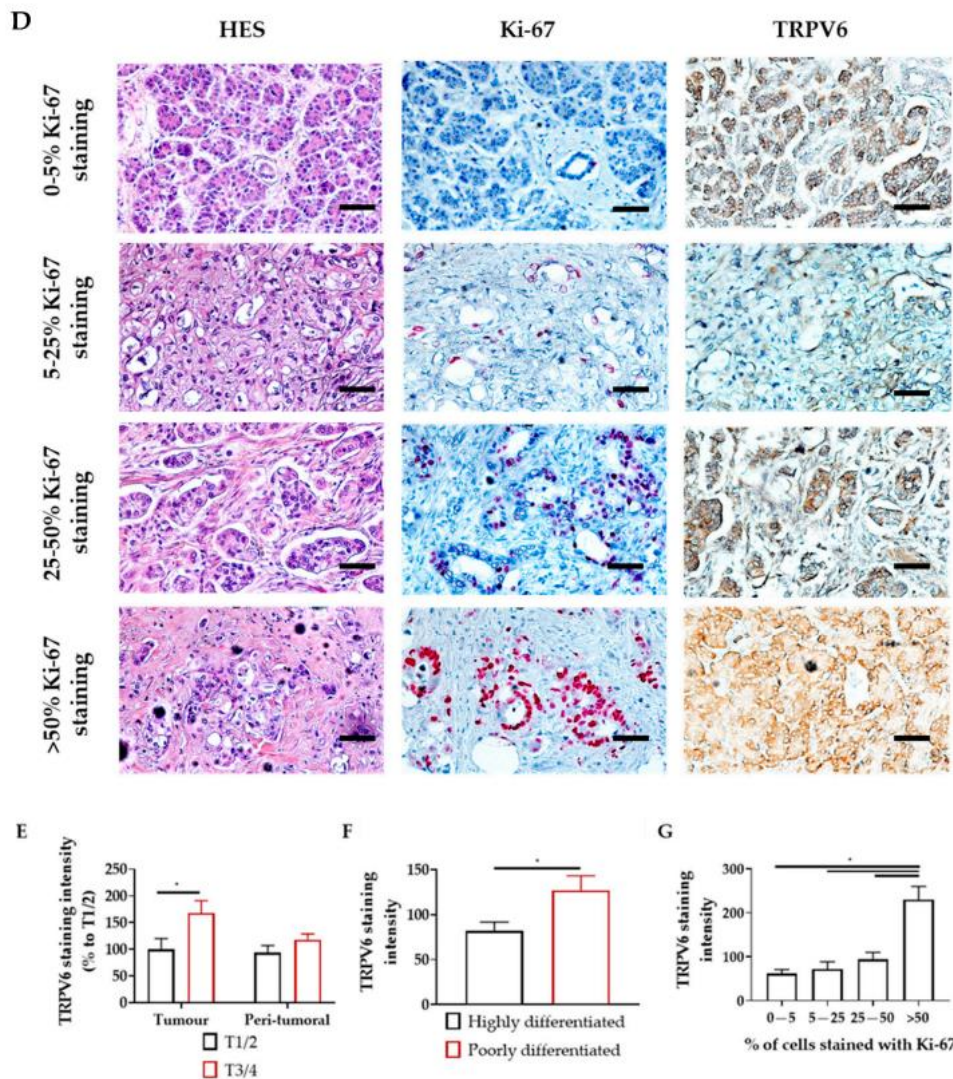 D
HES Ki-67 TRPV6
0-5% Ki-67
staining
5-25% Ki-67
staining
25-50% Ki-67
staining
>50% Ki-67
staining
E
TRPV6 staining intensity
(% to T1/2)
250
200
150
100
50
0
*
Tumour Peri-tumoral
T1/2
T3/4
F
TRPV6 staining
intensity
150
100
50
0
*
Highly differentiated
Poorly differentiated
G
TRPV6 staining
intensity
300
200
100
0
*
0–5 5–25 25–50 >50
% of cells stained with Ki-67